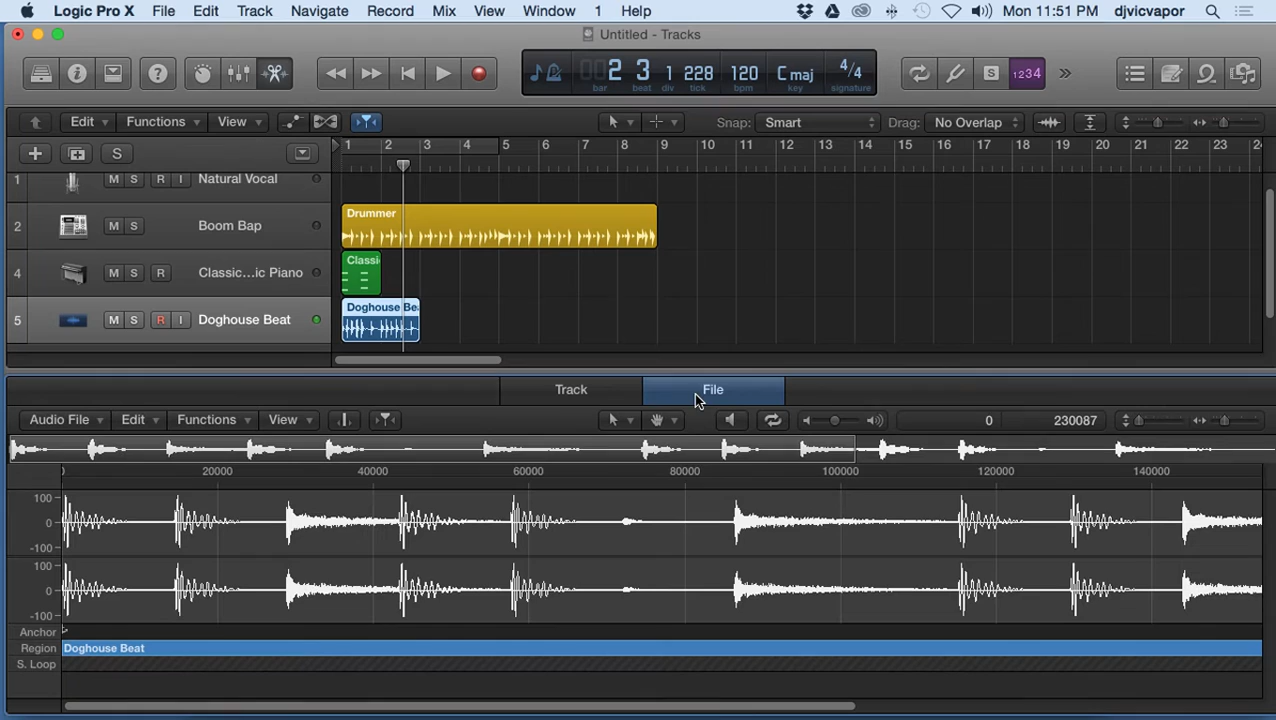 Logic Pro X File Edit Track Navigate Record Mix View Window 1 Help Mon 11:51 PM djvicvapor
Untitled - Tracks
2 3 1 228 120 C maj 4/4
bar beat div tick bpm key signature
S 1234
Edit Functions View Snap: Smart Drag: No Overlap
S 1 2 3 4 5 6 7 8 9 10 11 12 13 14 15 16 17 18 19 20 21 22 23 24
1 M S R I Natural Vocal
Drummer
2 M S Boom Bap
Classi
4 M S R Classic...ic Piano
Doghouse Bea
5 M S R I Doghouse Beat
Track File
Audio File Edit Functions View 0 230087
20000 40000 60000 80000 100000 120000 140000
100
0
-100
100
0
-100
Anchor
Region Doghouse Beat
S. Loop